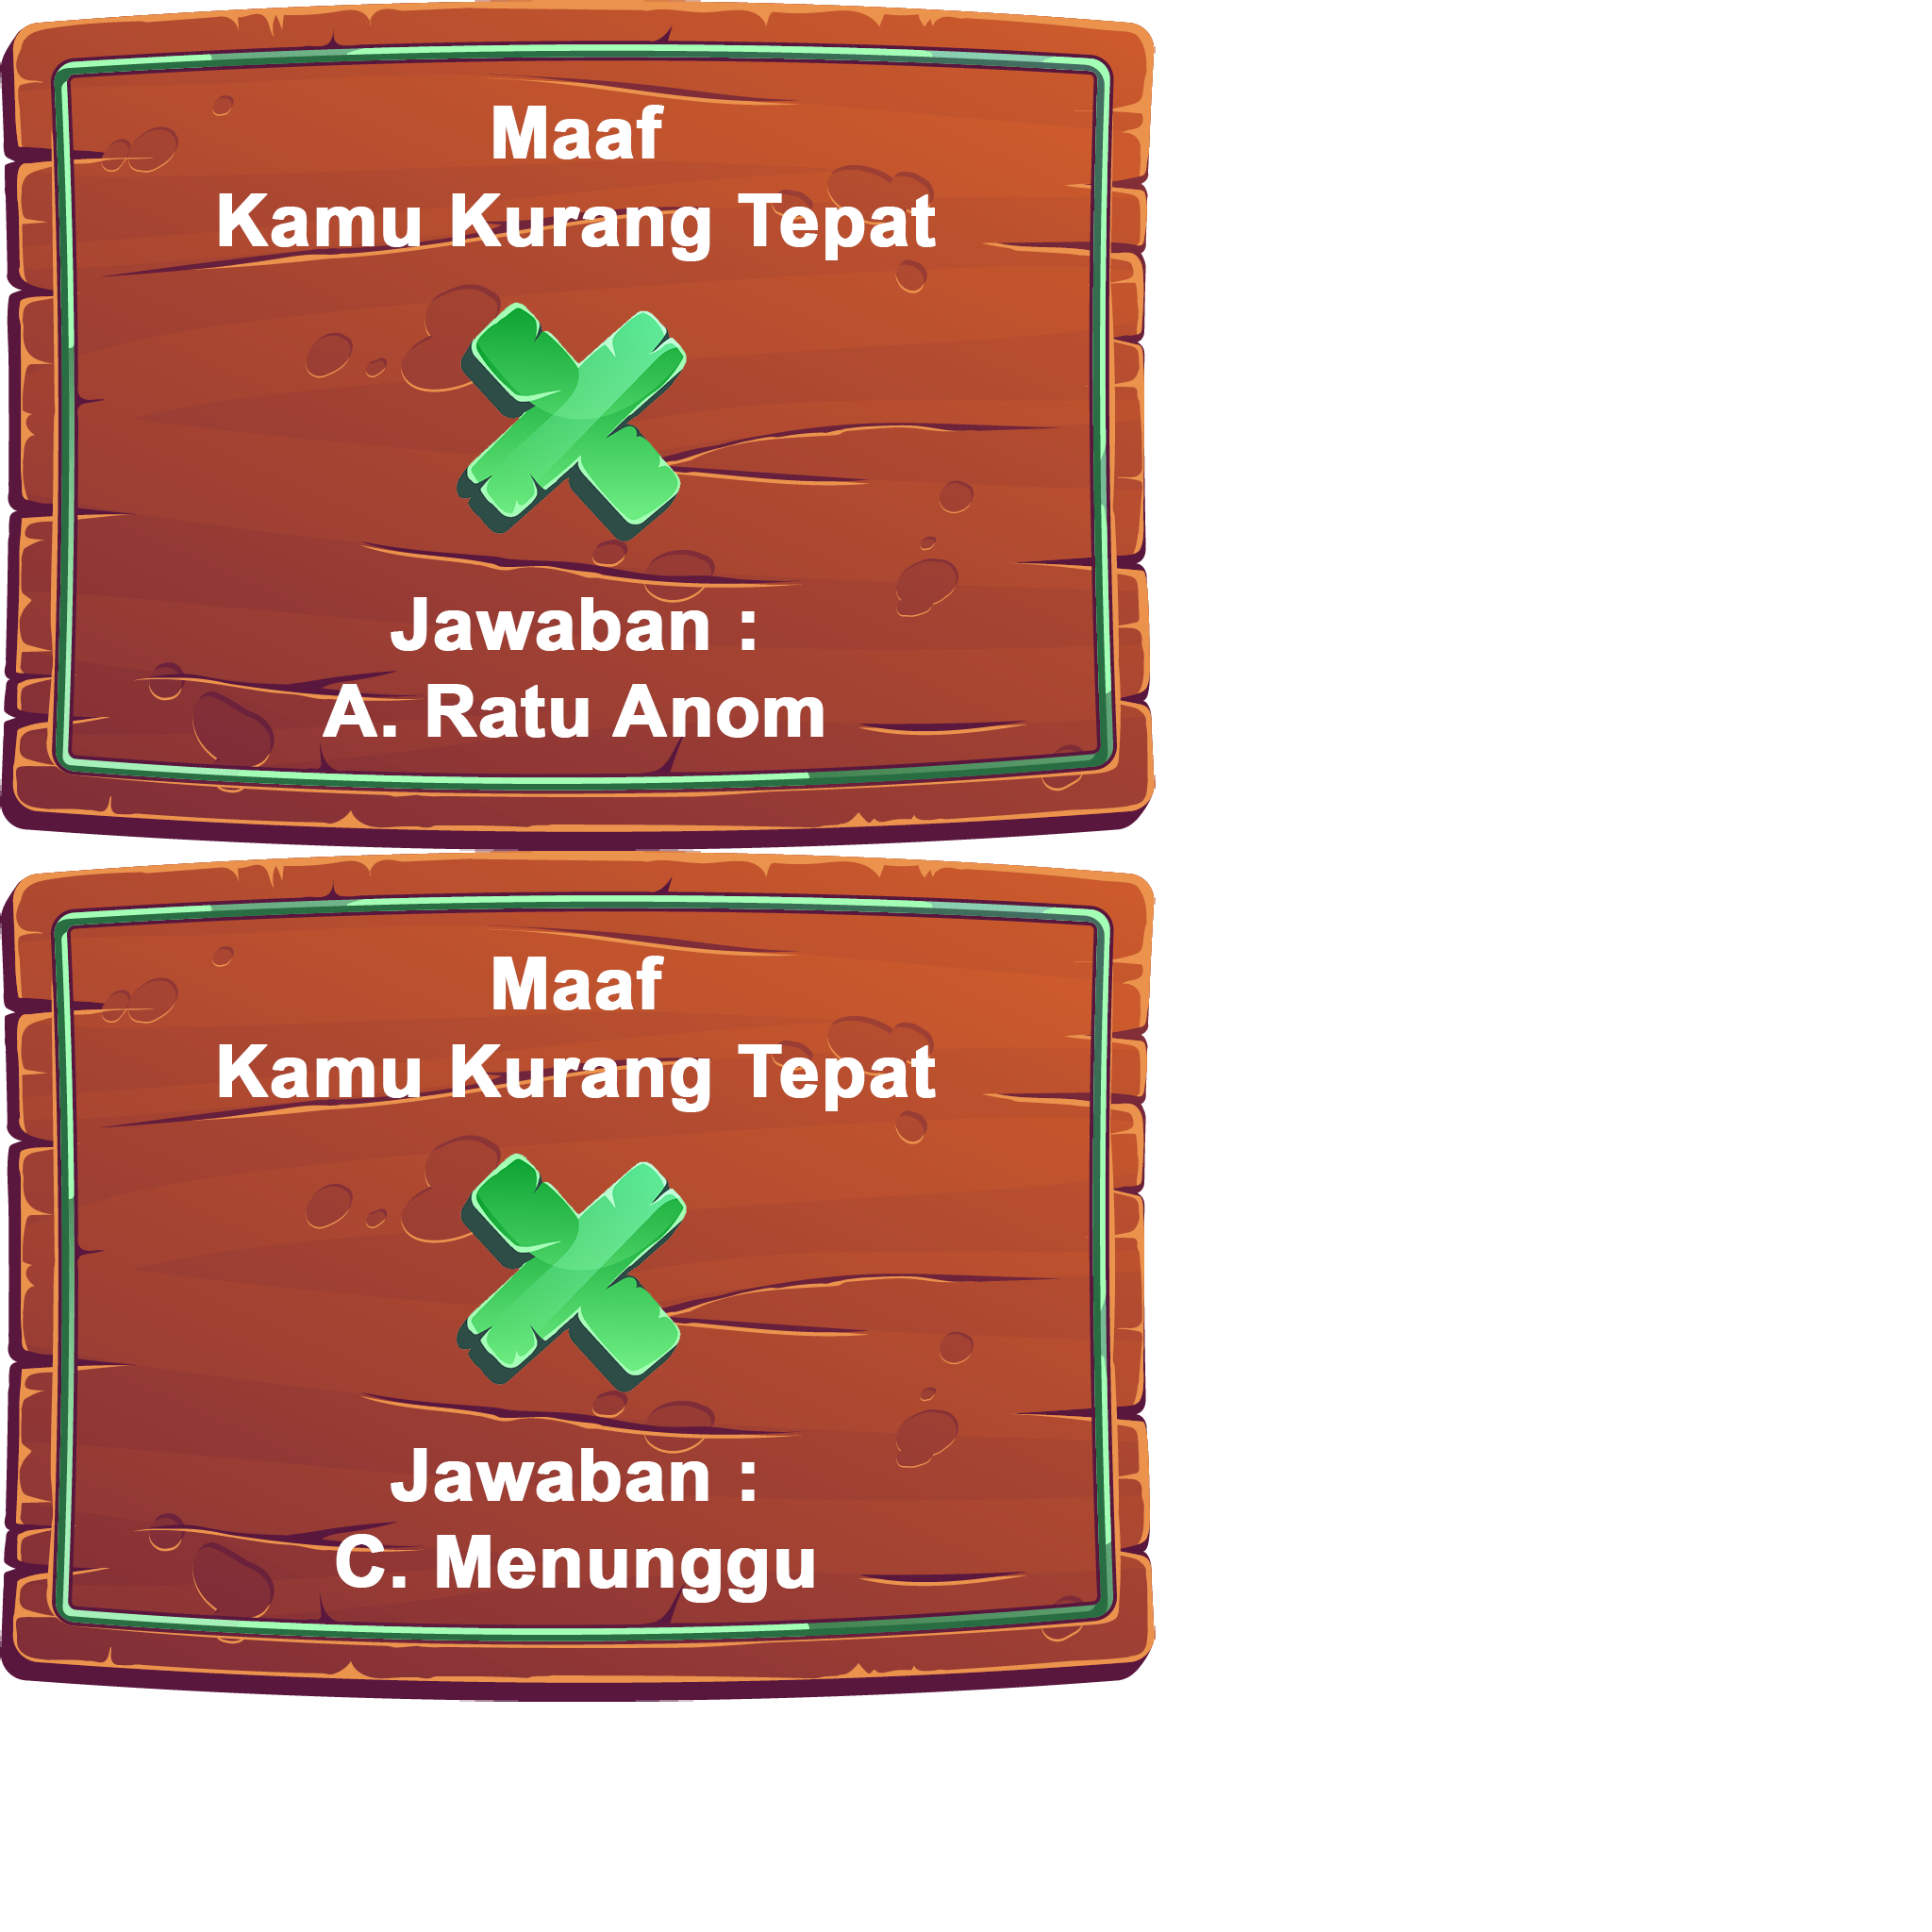 Maaf
Kamu Kurang Tepat
Jawaban :
A. Ratu Anom
Maaf
Kamu Kurang Tepat
Jawaban :
C. Menunggu